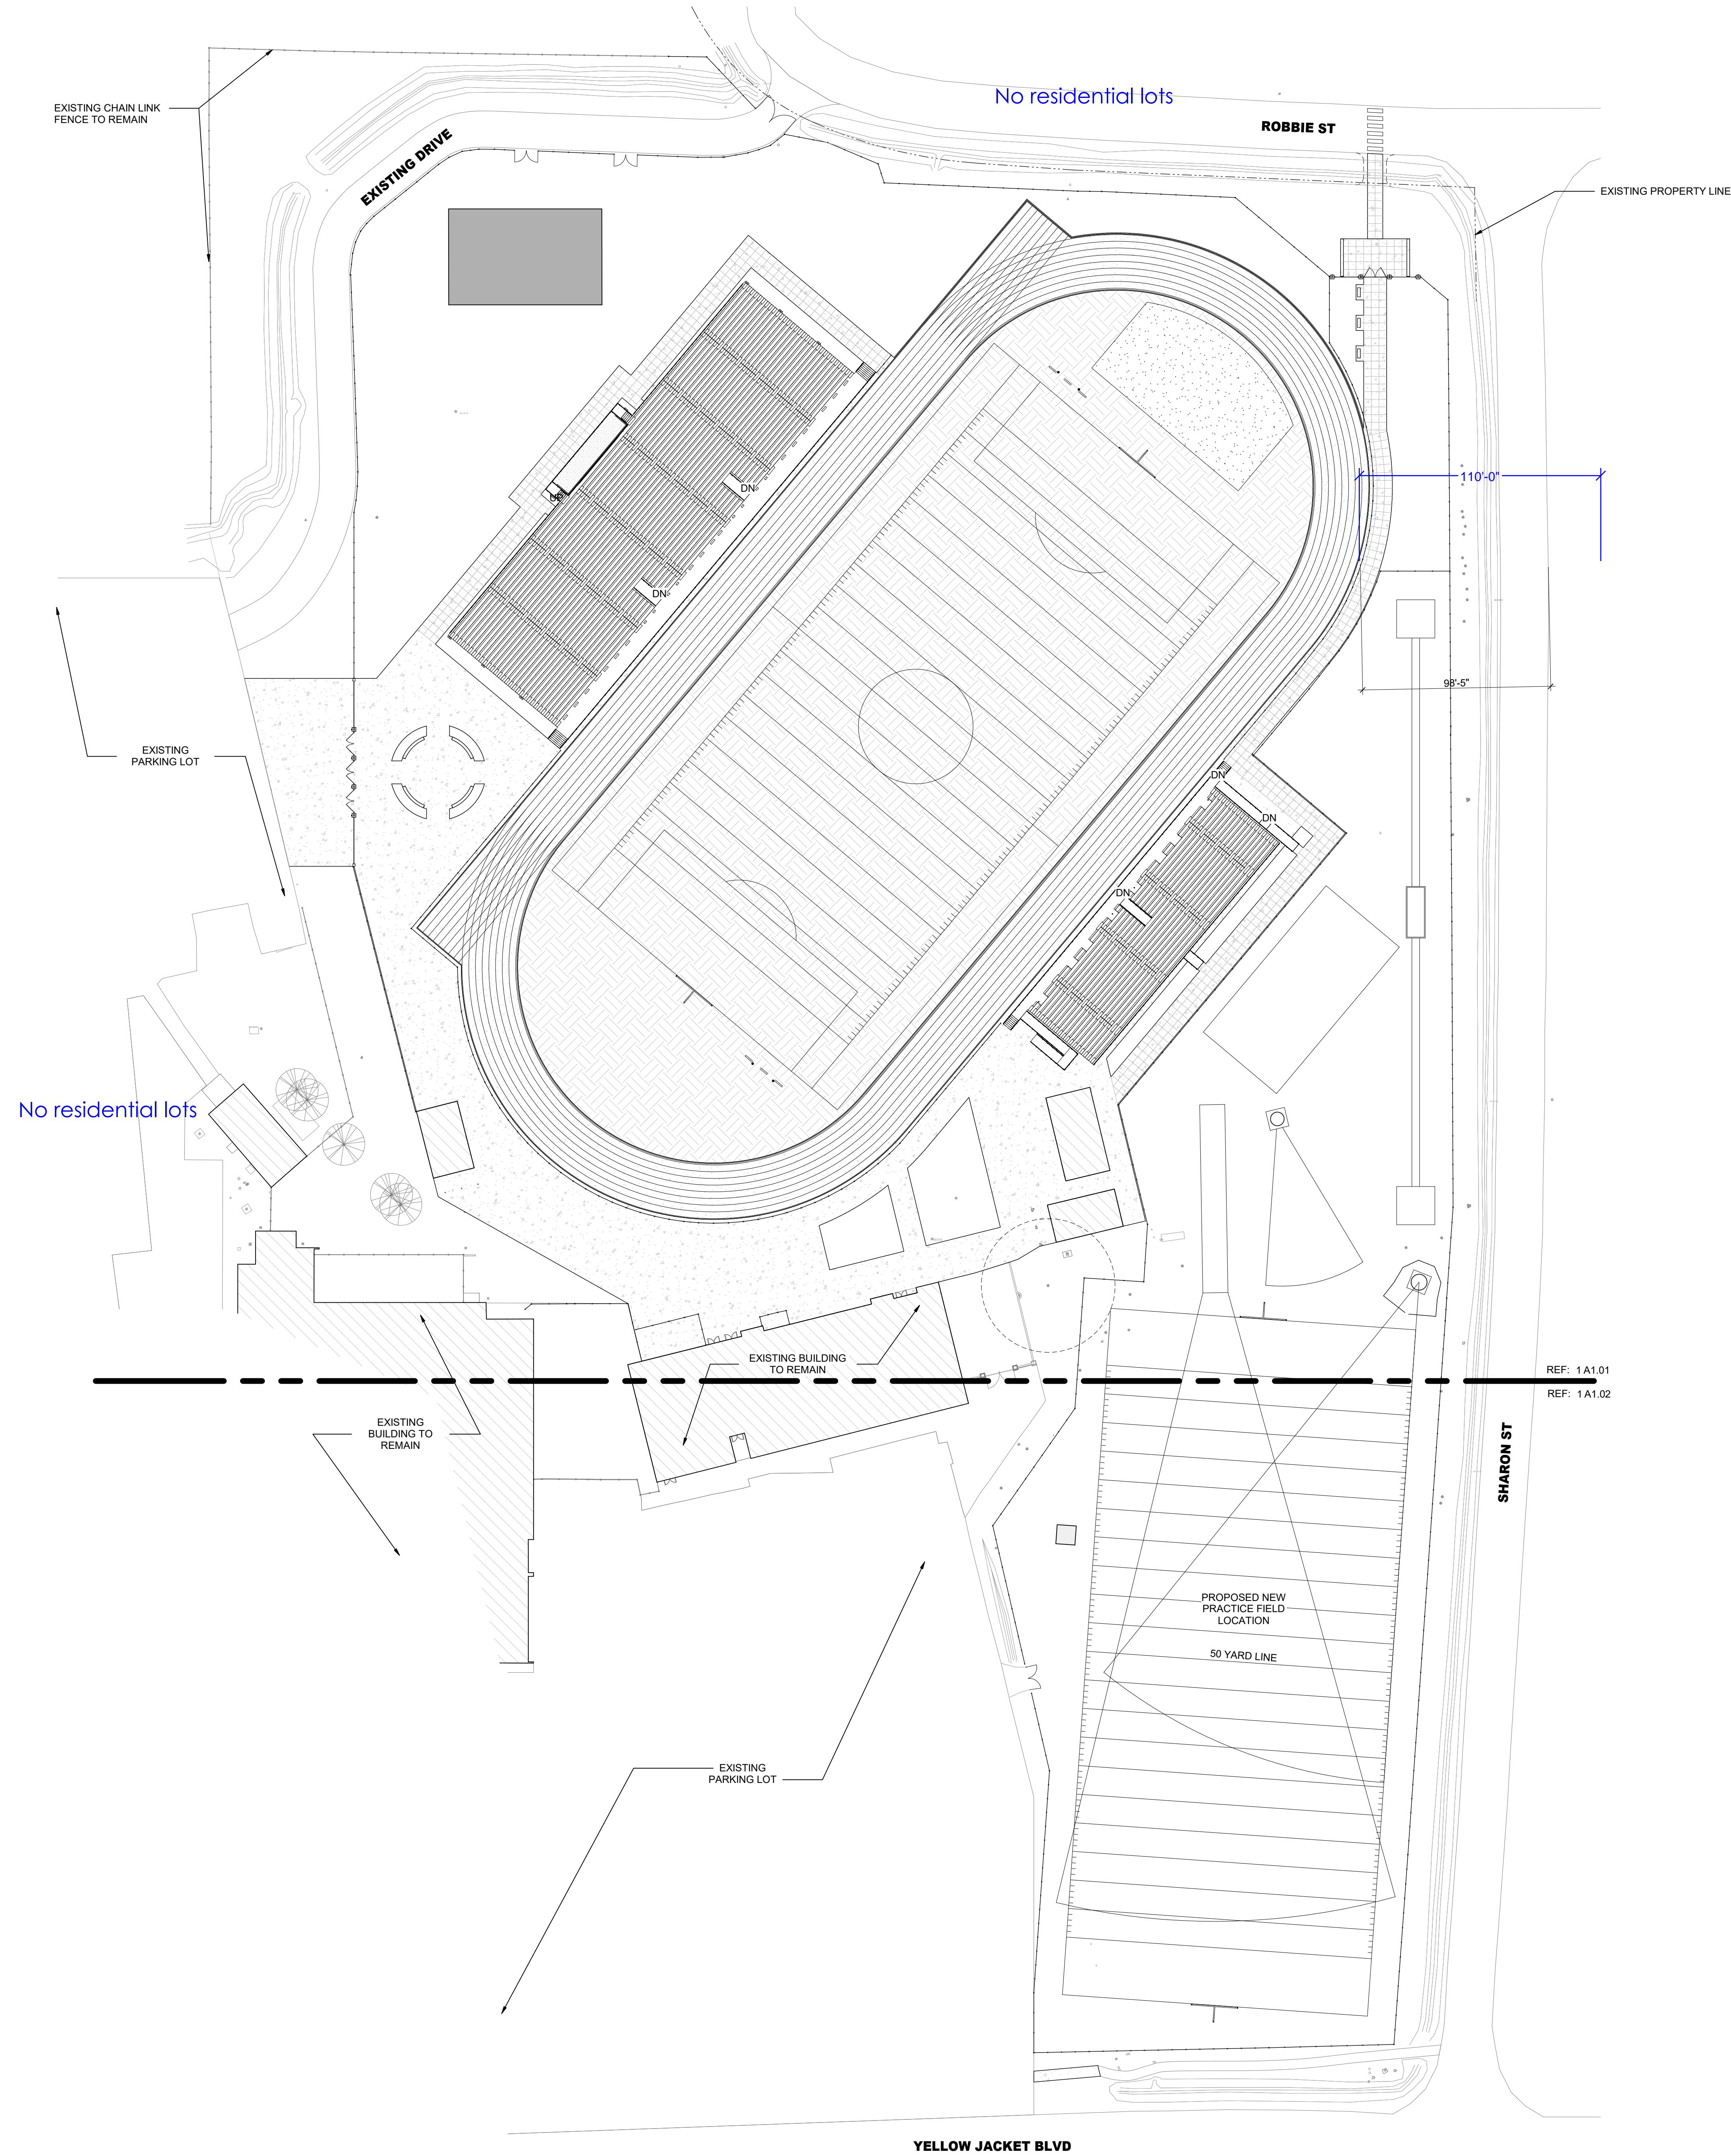 No residential lots
EXISTING CHAIN LINK
FENCE TO REMAIN
ROBBIE ST
EXISTING DRIVE
EXISTING PROPERTY LINE
110'-0"
DN
UP
DN
98'-5"
EXISTING
PARKING LOT
DN
DN
DN
No residential lots
EXISTING BUILDING
TO REMAIN
REF: 1 A1.01
REF: 1 A1.02
EXISTING
BUILDING TO
REMAIN
SHARON ST
PROPOSED NEW
PRACTICE FIELD
LOCATION
50 YARD LINE
EXISTING
PARKING LOT
YELLOW JACKET BLVD